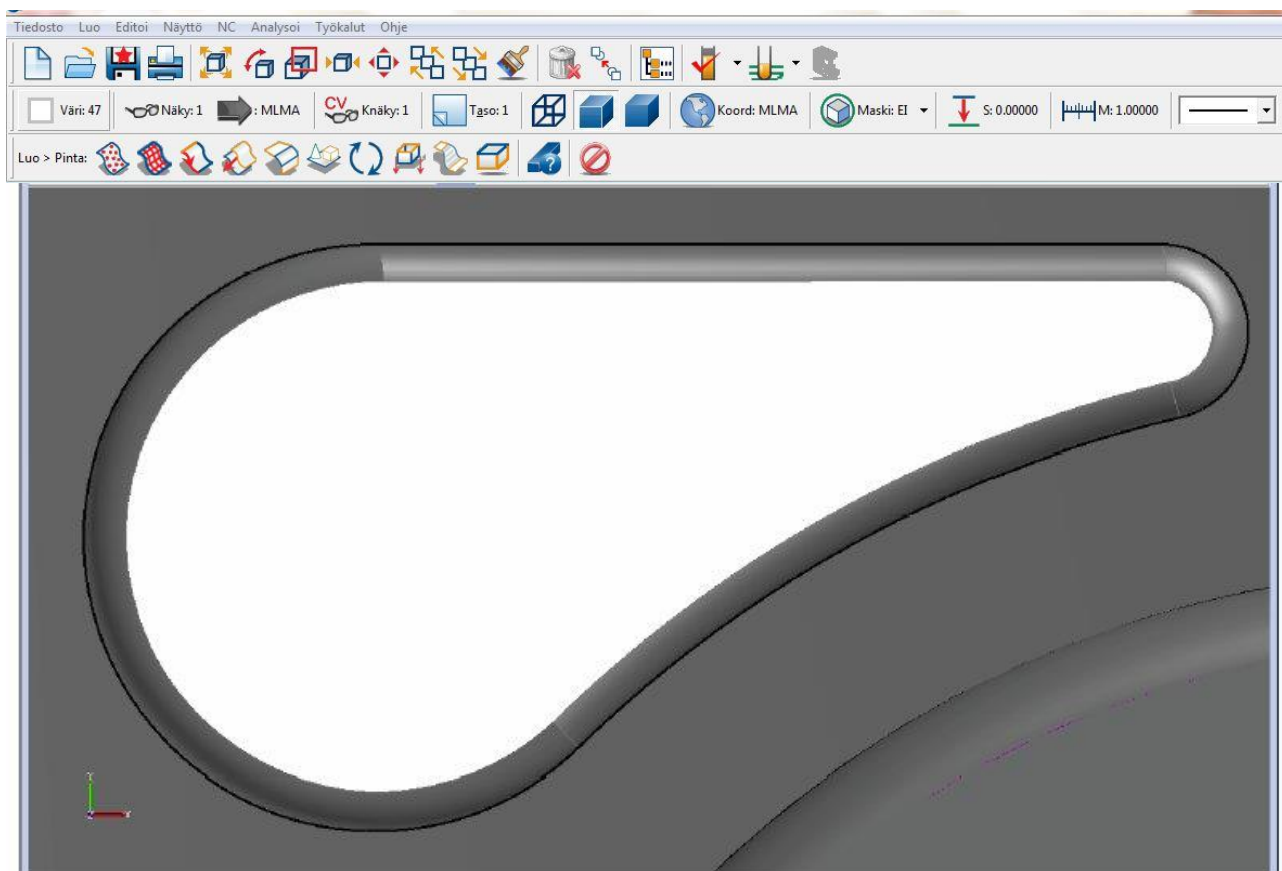 Tiedosto Luo Editoi Näyttö NC Analysoi Työkalut Ohje
Väri: 47 Näky: 1 : MLMA CV Knäky: 1 Taso: 1 Koord: MLMA Maski: EI S: 0.00000 M: 1.00000
Luo > Pinta: ?
Y
X